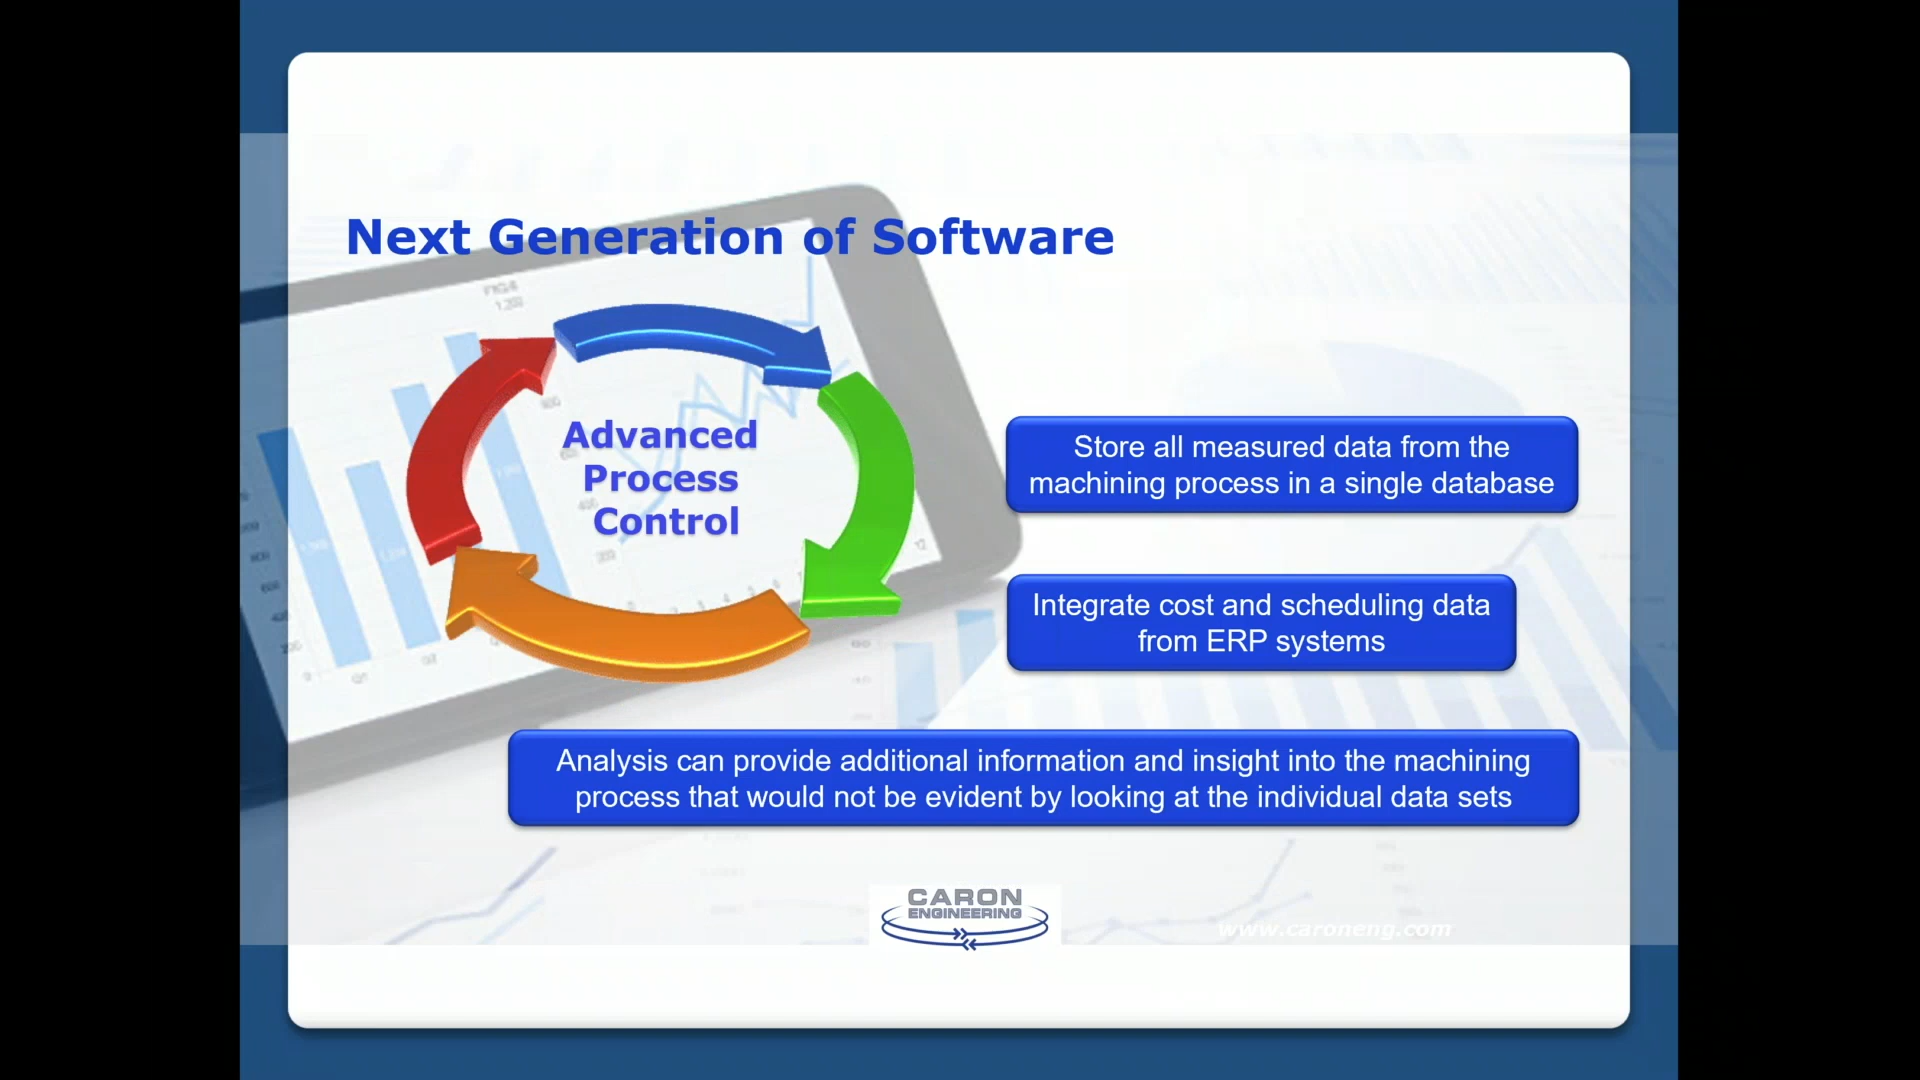 Next Generation of Software
Advanced
Process
Control
Store all measured data from the
machining process in a single database
Integrate cost and scheduling data
from ERP systems
Analysis can provide additional information and insight into the machining
process that would not be evident by looking at the individual data sets
CARON
ENGINEERING
www.caroneng.com